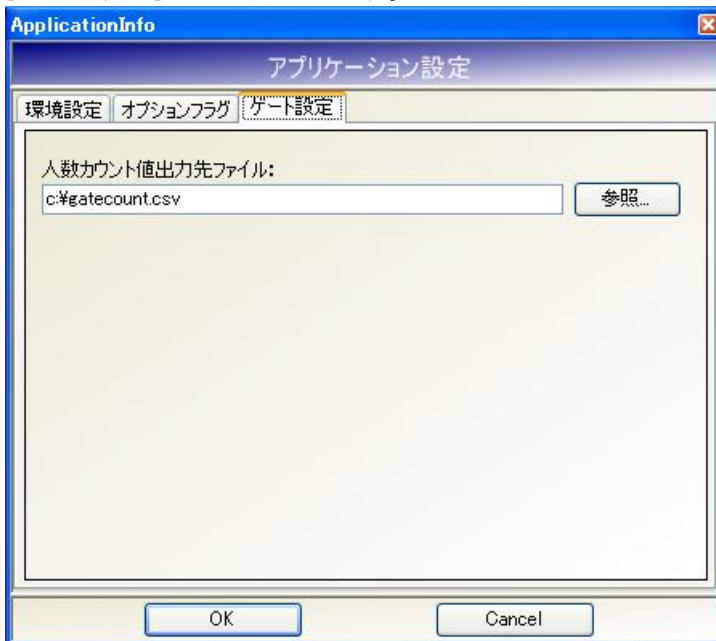 ApplicationInfo
アプリケーション設定
環境設定 オプションフラグ ゲート設定
人数カウント値出力先ファイル:
c:¥gatecount.csv 参照...
OK Cancel